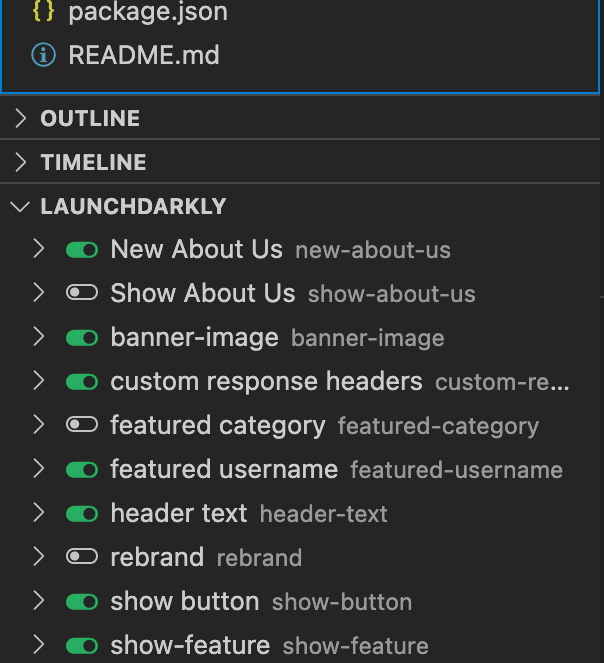 {} package.json
README.md
OUTLINE
TIMELINE
LAUNCHDARKLY
New About Us new-about-us
Show About Us show-about-us
banner-image banner-image
custom response headers custom-re...
featured category featured-category
featured username featured-username
header text header-text
rebrand rebrand
show button show-button
show-feature show-feature